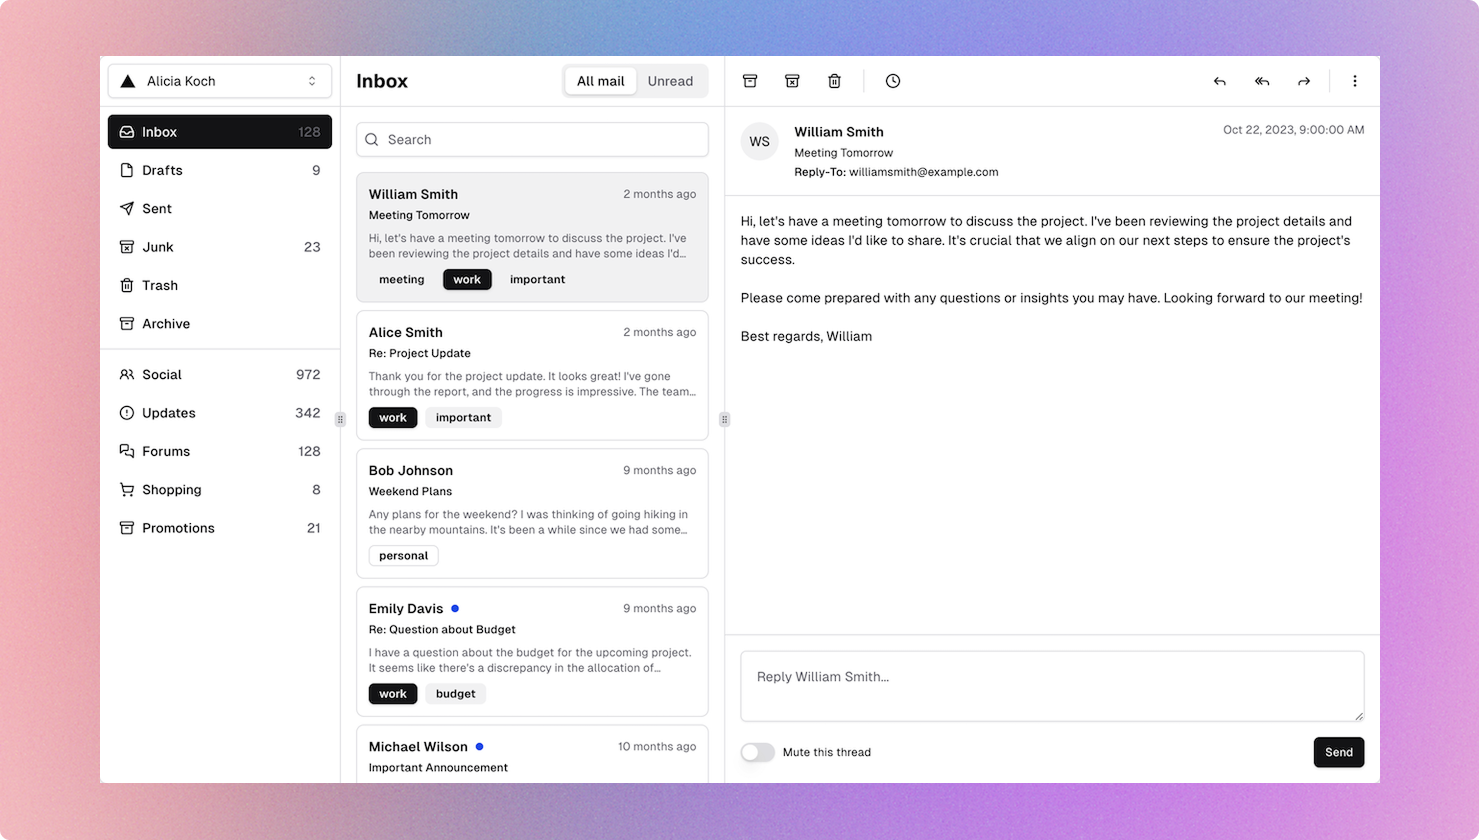 Alicia Koch
Inbox 128
Drafts 9
Sent
Junk 23
Trash
Archive
Social 972
Updates 342
Forums 128
Shopping 8
Promotions 21
Inbox
All mail Unread
Search
William Smith 2 months ago
Meeting Tomorrow
Hi, let's have a meeting tomorrow to discuss the project. I've
been reviewing the project details and have some ideas I'd...
meeting work important
Alice Smith 2 months ago
Re: Project Update
Thank you for the project update. It looks great! I've gone
through the report, and the progress is impressive. The team...
work important
Bob Johnson 9 months ago
Weekend Plans
Any plans for the weekend? I was thinking of going hiking in
the nearby mountains. It's been a while since we had some...
personal
Emily Davis 9 months ago
Re: Question about Budget
I have a question about the budget for the upcoming project.
It seems like there's a discrepancy in the allocation of...
work budget
Michael Wilson 10 months ago
Important Announcement
WS
William Smith Oct 22, 2023, 9:00:00 AM
Meeting Tomorrow
Reply-To: williamsmith@example.com
Hi, let's have a meeting tomorrow to discuss the project. I've been reviewing the project details and
have some ideas I'd like to share. It's crucial that we align on our next steps to ensure the project's
success.
Please come prepared with any questions or insights you may have. Looking forward to our meeting!
Best regards, William
Reply William Smith...
Mute this thread Send